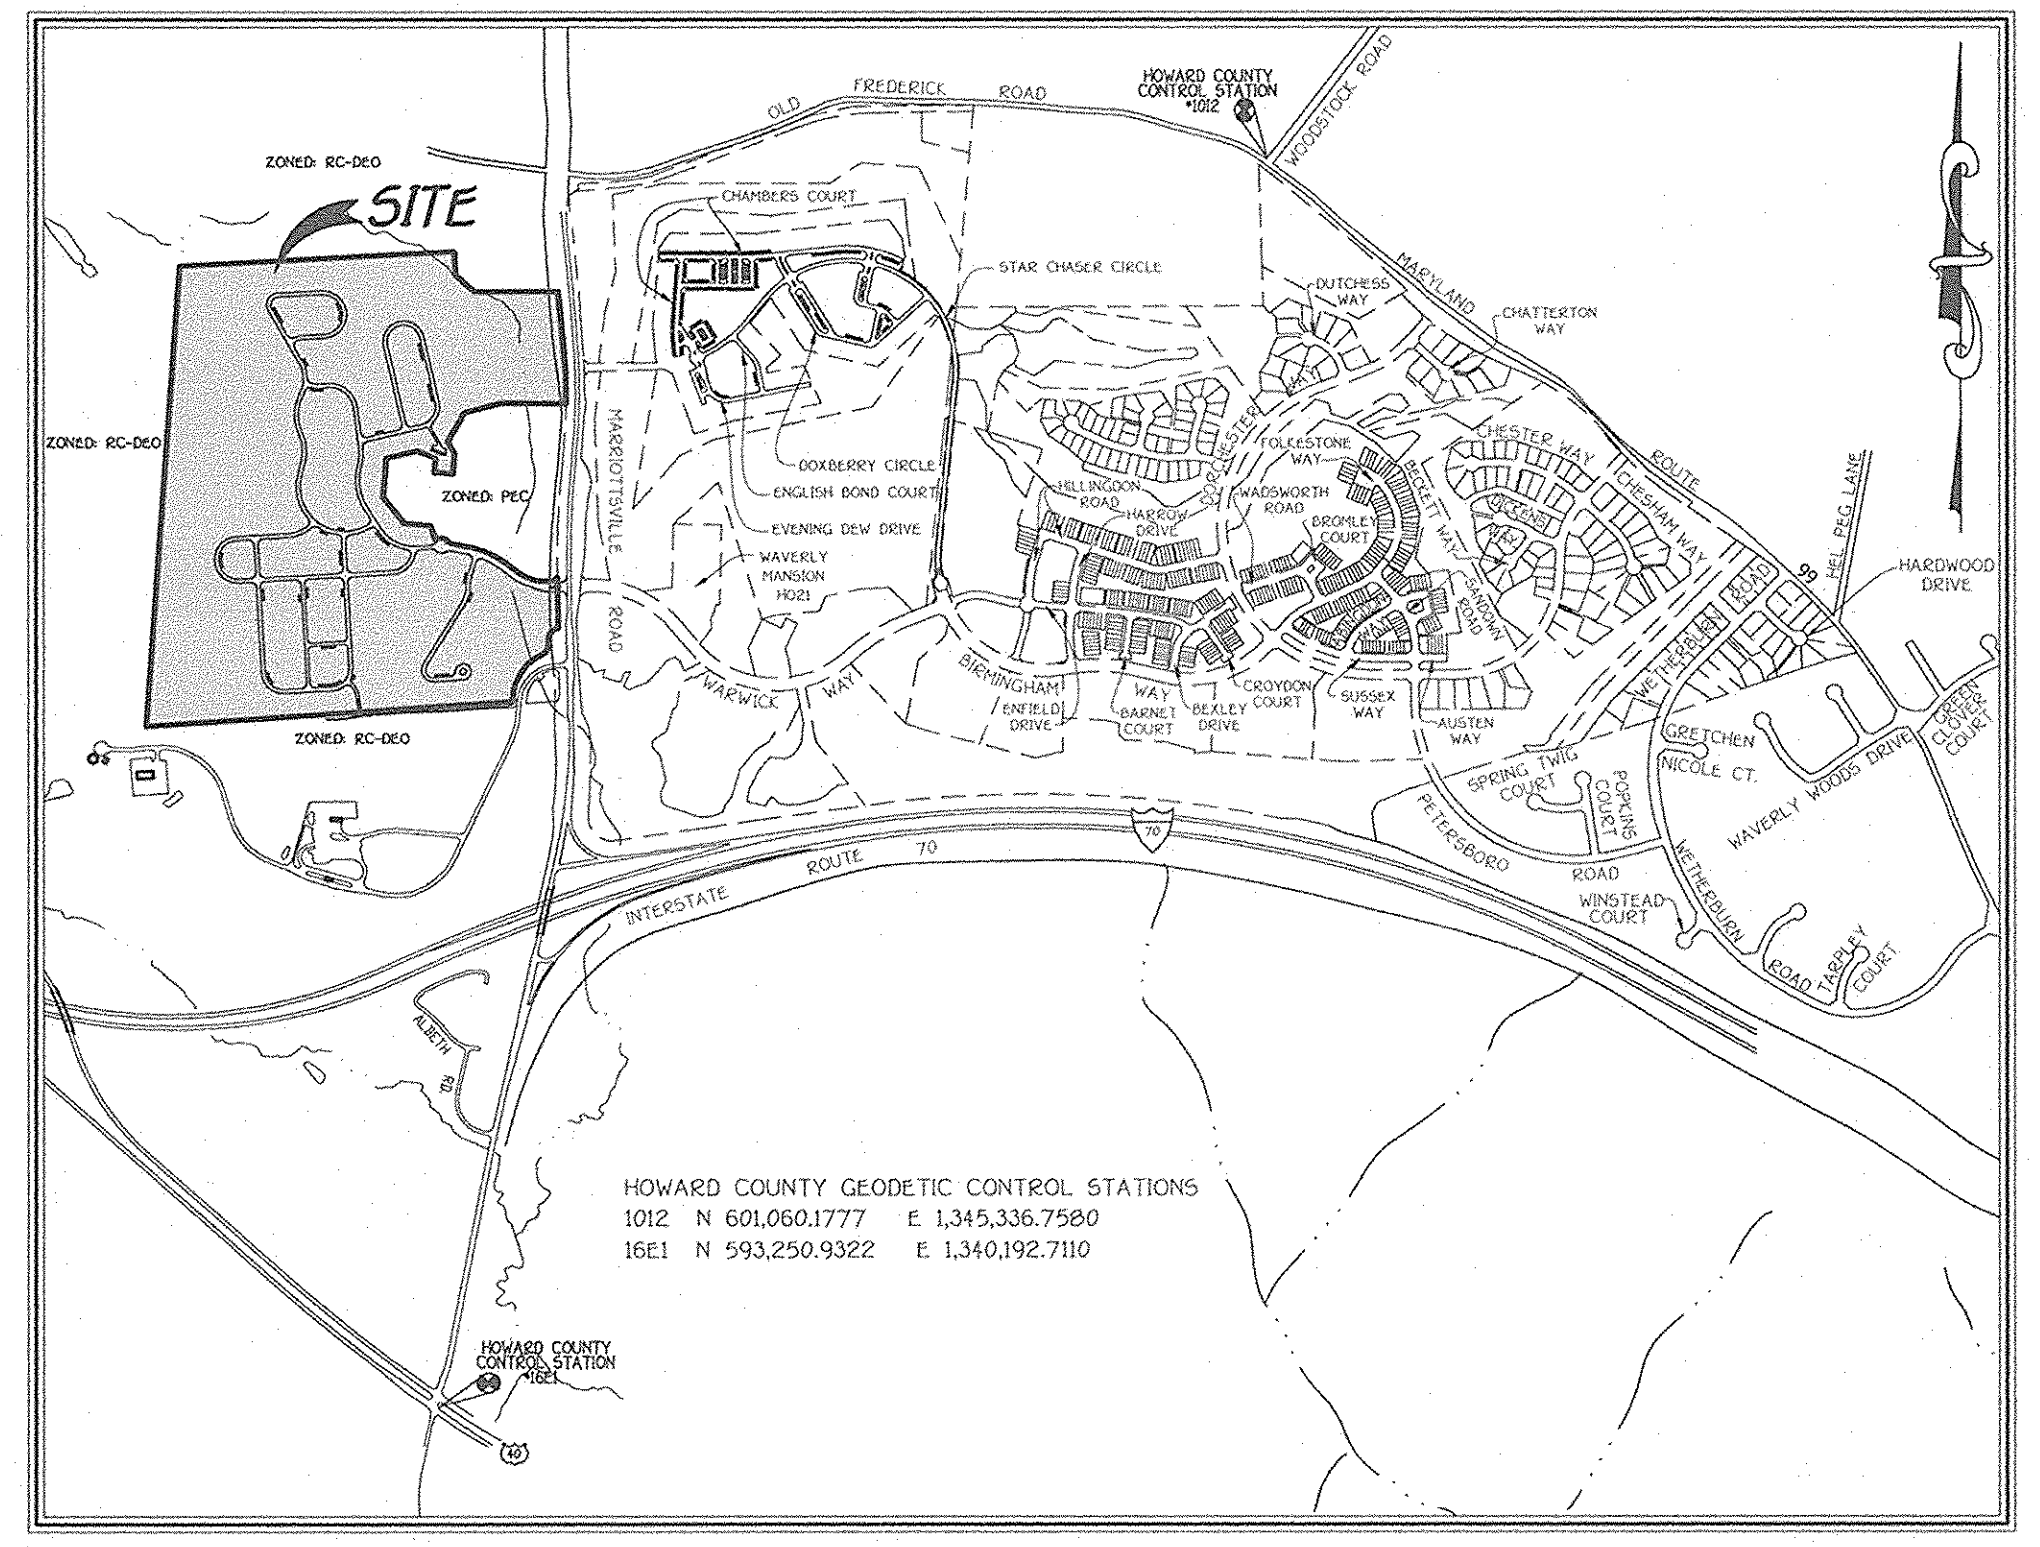 HOWARD COUNTY
CONTROL STATION
*1012
WOODSTOCK ROAD
OLD FREDERICK ROAD
ZONED: RC-DEO
SITE
CHAMBERS COURT
STAR CHASER CIRCLE
MARYLAND
ROUTE
99
DUTCHESS
WAY
CHATTERTON
WAY
ZONED: RC-DEO
ZONED: PEC
MARRIOTTSVILLE
ROAD
DOXBERRY CIRCLE
ENGLISH BOND COURT
EVENING DEW DRIVE
WAVERLY
MANSION
HO21
DORCHESTER
WAY
FOLKESTONE
WAY
BECKETT WAY
CHESTER WAY
CHESHAM WAY
DICKENS
WAY
HEL PEG LANE
HARDWOOD
DRIVE
HILLINGDON
ROAD
HARROW
DRIVE
WADSWORTH
ROAD
BROMLEY
COURT
SANDOWN
ROAD
WETHERBURN
ROAD
WARWICK
WAY
BIRMINGHAM
WAY
ENFIELD
DRIVE
BARNET
COURT
BEXLEY
DRIVE
CROYDON
COURT
SUSSEX
WAY
AUSTEN
WAY
ZONED: RC-DEO
GRETCHEN
NICOLE CT.
GREEN
CLOVER
COURT
WAVERLY WOODS DRIVE
SPRING TWIG
COURT
POPKINS
COURT
PETERSBORO
ROAD
WETHERBURN
ROAD
WINSTEAD
COURT
TARPLEY
COURT
70
INTERSTATE ROUTE 70
ALBETH
RD.
HOWARD COUNTY GEODETIC CONTROL STATIONS
1012 N 601,060.1777 E 1,345,336.7580
16E1 N 593,250.9322 E 1,340,192.7110
HOWARD COUNTY
CONTROL STATION
*16E1
40